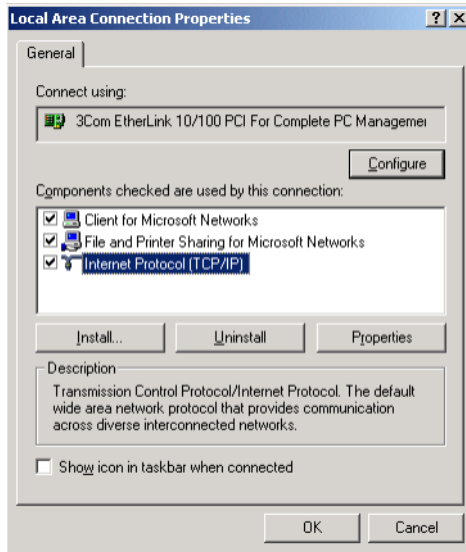 Local Area Connection Properties
General
Connect using:
3Com EtherLink 10/100 PCI For Complete PC Managemer
Configure
Components checked are used by this connection:
Client for Microsoft Networks
File and Printer Sharing for Microsoft Networks
Internet Protocol (TCP/IP)
Install... Uninstall Properties
Description
Transmission Control Protocol/Internet Protocol. The default
wide area network protocol that provides communication
across diverse interconnected networks.
Show icon in taskbar when connected
OK Cancel